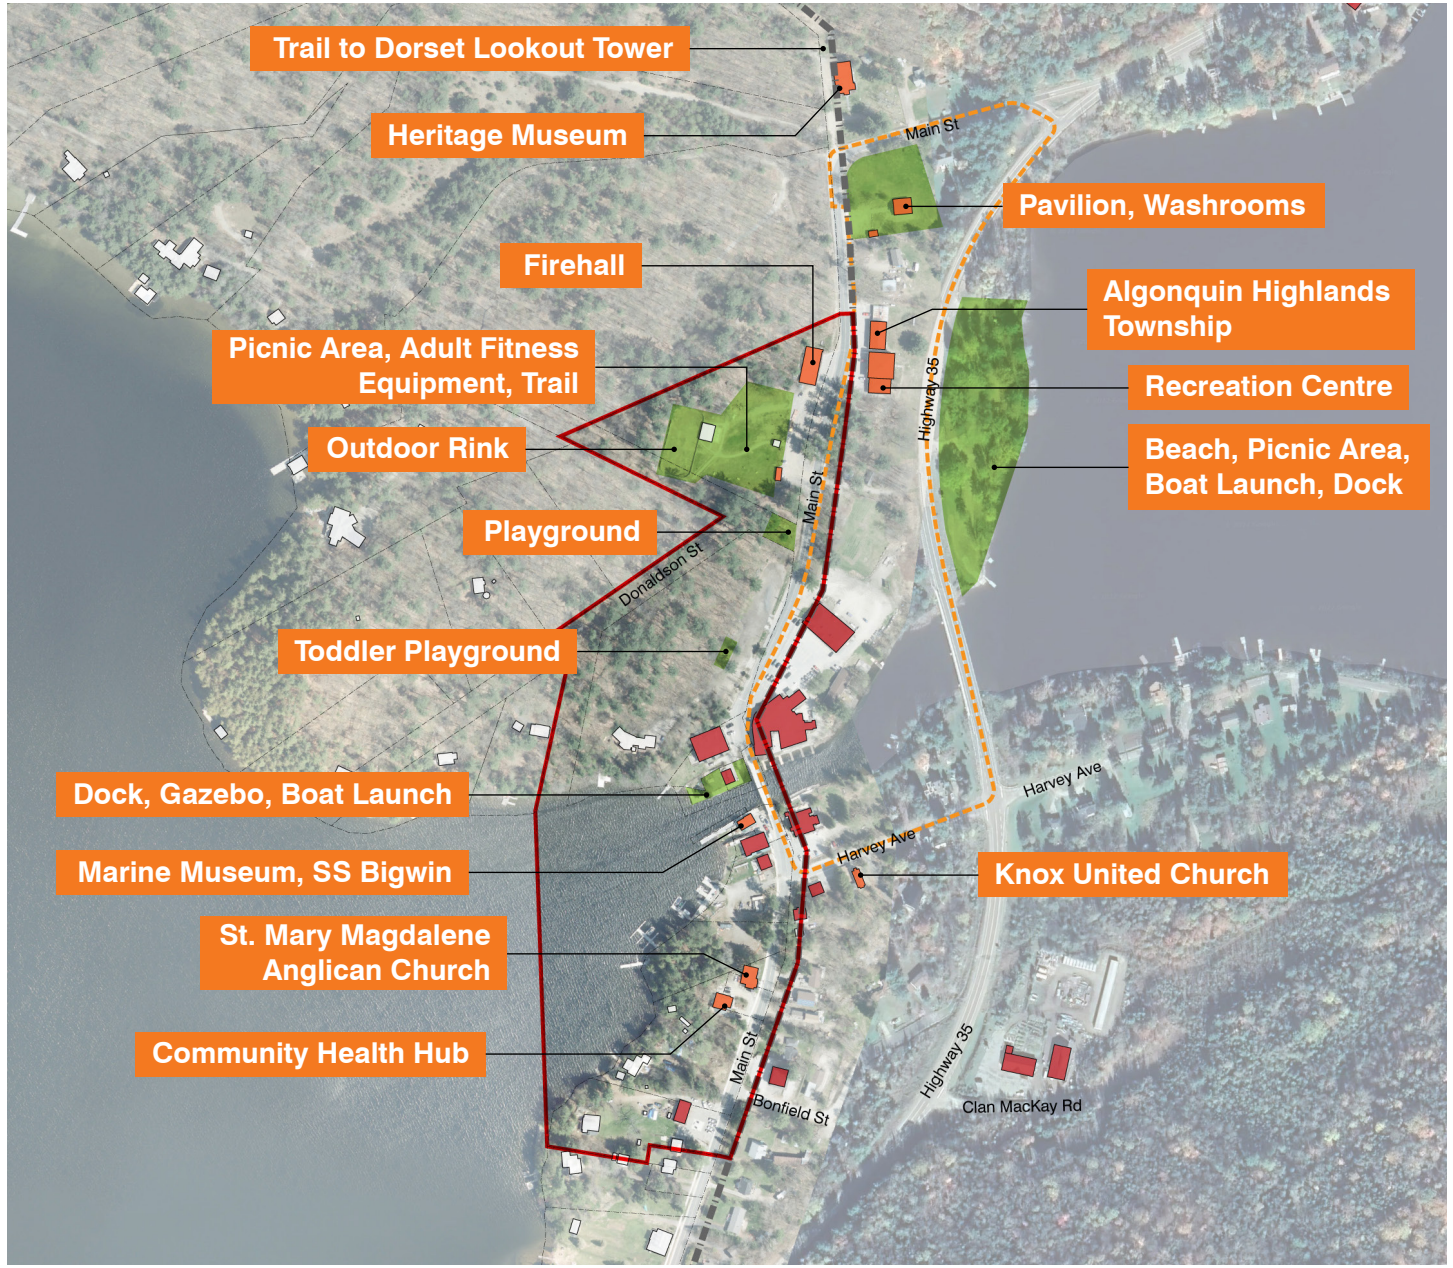 Trail to Dorset Lookout Tower
Heritage Museum
Main St
Pavilion, Washrooms
Firehall
Algonquin Highlands
Township
Picnic Area, Adult Fitness
Equipment, Trail
Highway 35
Recreation Centre
Outdoor Rink
Beach, Picnic Area,
Boat Launch, Dock
Main St
Playground
Donaldson St
Toddler Playground
Dock, Gazebo, Boat Launch
Harvey Ave
Harvey Ave
Marine Museum, SS Bigwin
Knox United Church
St. Mary Magdalene
Anglican Church
Community Health Hub
Main St
Highway 35
Bonfield St
Clan MacKay Rd